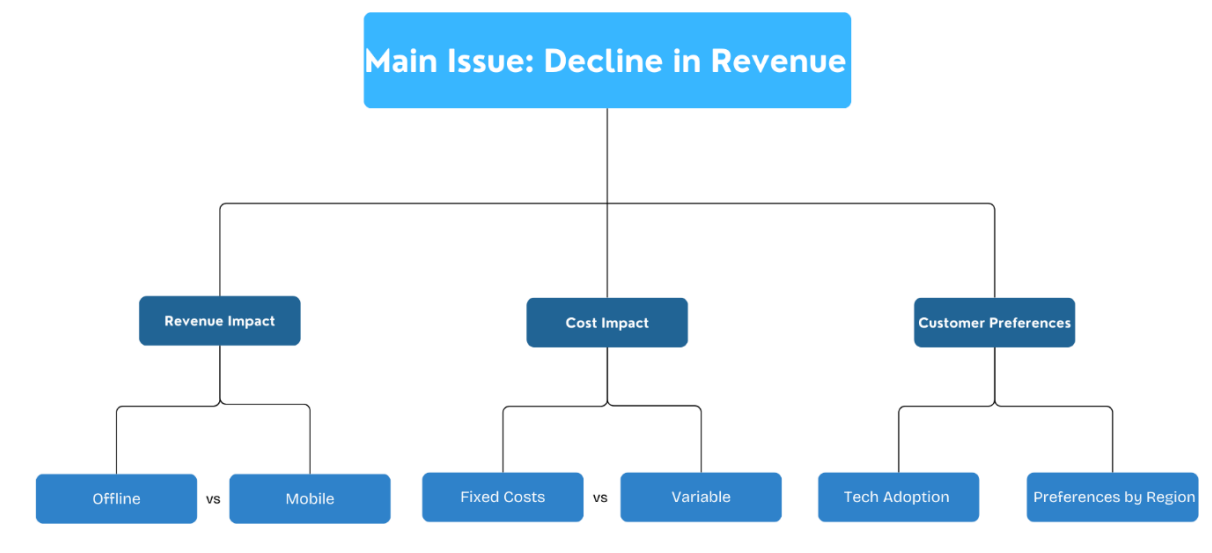 Main Issue: Decline in Revenue
Revenue Impact
Cost Impact
Customer Preferences
Offline vs Mobile
Fixed Costs vs Variable
Tech Adoption
Preferences by Region